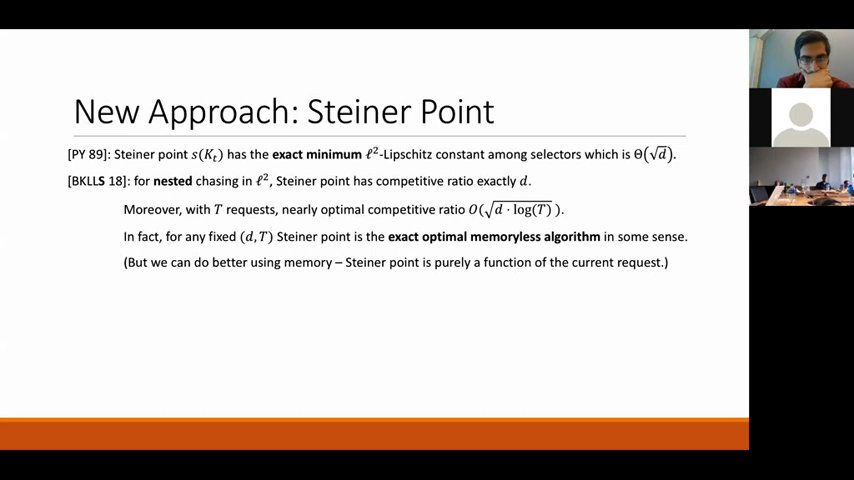 New Approach: Steiner Point
[PY 89]: Steiner point s(K_t) has the exact minimum ℓ²-Lipschitz constant among selectors which is Θ(√d).
[BKLLS 18]: for nested chasing in ℓ², Steiner point has competitive ratio exactly d.
Moreover, with T requests, nearly optimal competitive ratio O(√(d · log(T))).
In fact, for any fixed (d, T) Steiner point is the exact optimal memoryless algorithm in some sense.
(But we can do better using memory – Steiner point is purely a function of the current request.)